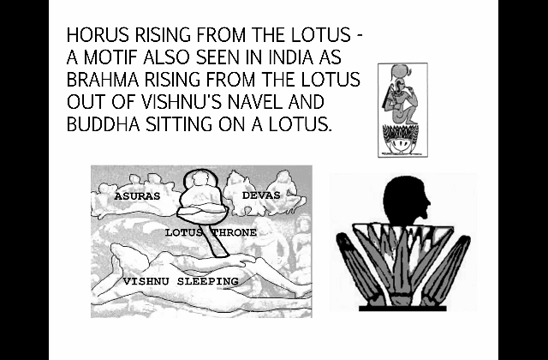 HORUS RISING FROM THE LOTUS -
A MOTIF ALSO SEEN IN INDIA AS
BRAHMA RISING FROM THE LOTUS
OUT OF VISHNU'S NAVEL AND
BUDDHA SITTING ON A LOTUS.
ASURAS
DEVAS
LOTUS THRONE
VISHNU SLEEPING